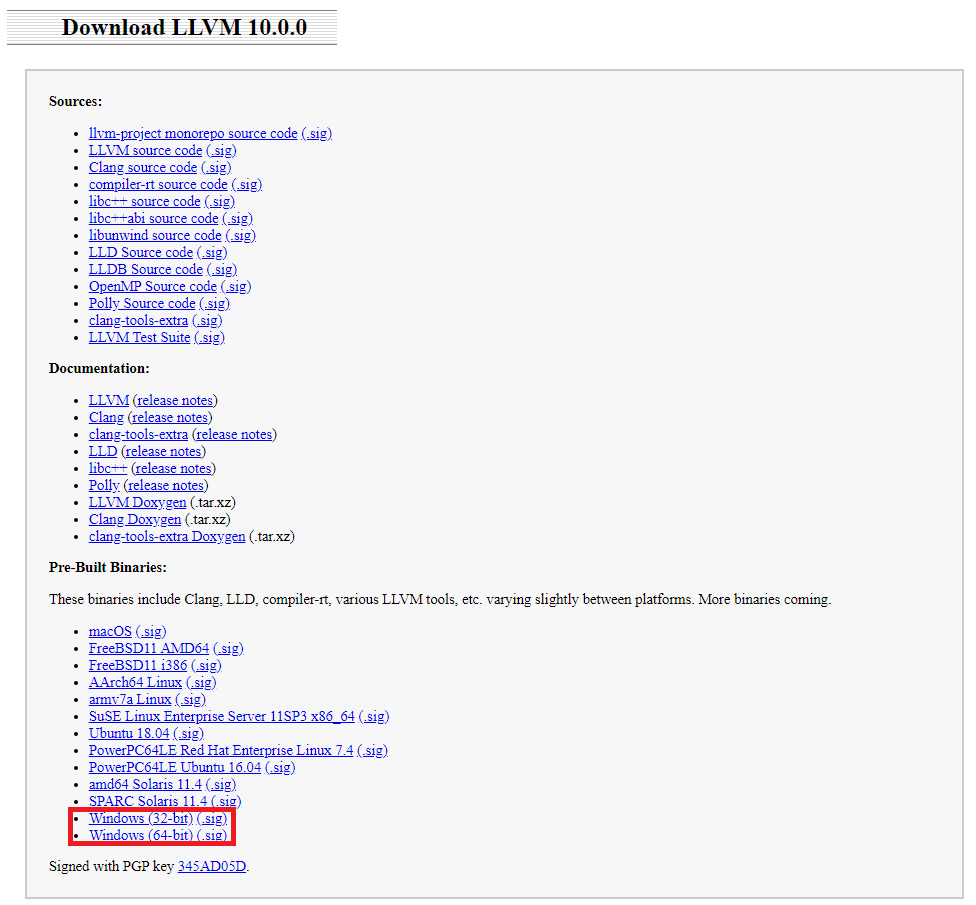 Download LLVM 10.0.0
Sources:
• llvm-project monorepo source code (.sig)
• LLVM source code (.sig)
• Clang source code (.sig)
• compiler-rt source code (.sig)
• libc++ source code (.sig)
• libc++abi source code (.sig)
• libunwind source code (.sig)
• LLD Source code (.sig)
• LLDB Source code (.sig)
• OpenMP Source code (.sig)
• Polly Source code (.sig)
• clang-tools-extra (.sig)
• LLVM Test Suite (.sig)
Documentation:
• LLVM (release notes)
• Clang (release notes)
• clang-tools-extra (release notes)
• LLD (release notes)
• libc++ (release notes)
• Polly (release notes)
• LLVM Doxygen (.tar.xz)
• Clang Doxygen (.tar.xz)
• clang-tools-extra Doxygen (.tar.xz)
Pre-Built Binaries:
These binaries include Clang, LLD, compiler-rt, various LLVM tools, etc. varying slightly between platforms. More binaries coming.
• macOS (.sig)
• FreeBSD11 AMD64 (.sig)
• FreeBSD11 i386 (.sig)
• AArch64 Linux (.sig)
• armv7a Linux (.sig)
• SuSE Linux Enterprise Server 11SP3 x86_64 (.sig)
• Ubuntu 18.04 (.sig)
• PowerPC64LE Red Hat Enterprise Linux 7.4 (.sig)
• PowerPC64LE Ubuntu 16.04 (.sig)
• amd64 Solaris 11.4 (.sig)
• SPARC Solaris 11.4 (.sig)
• Windows (32-bit) (.sig)
• Windows (64-bit) (.sig)
Signed with PGP key 345AD05D.